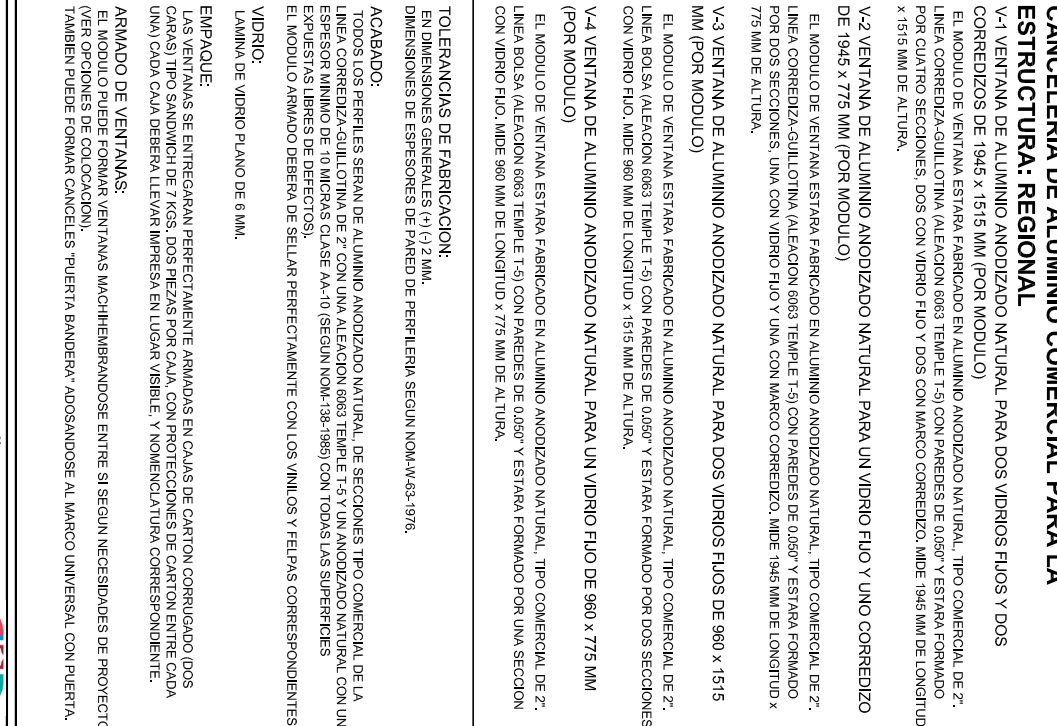 CANCELERIA DE ALUMINIO COMERCIAL PARA LA
ESTRUCTURA: REGIONAL
V-1 VENTANA DE ALUMINIO ANODIZADO NATURAL PARA DOS VIDRIOS FIJOS Y DOS
CORREDIZOS DE 1945 x 1515 MM (POR MODULO)
EL MODULO DE VENTANA ESTARA FABRICADO EN ALUMINIO ANODIZADO NATURAL, TIPO COMERCIAL DE 2".
LINEA CORREDIZA-GUILLOTINA (ALEACION 6063 TEMPLE T-5) CON PAREDES DE 0.050" Y ESTARA FORMADO
POR CUATRO SECCIONES, DOS CON VIDRIO FIJO Y DOS CON MARCO CORREDIZO. MIDE 1945 MM DE LONGITUD
x 1515 MM DE ALTURA.
V-2 VENTANA DE ALUMINIO ANODIZADO NATURAL PARA UN VIDRIO FIJO Y UNO CORREDIZO
DE 1945 x 775 MM (POR MODULO)
EL MODULO DE VENTANA ESTARA FABRICADO EN ALUMINIO ANODIZADO NATURAL, TIPO COMERCIAL DE 2".
LINEA CORREDIZA-GUILLOTINA (ALEACION 6063 TEMPLE T-5) CON PAREDES DE 0.050" Y ESTARA FORMADO
POR DOS SECCIONES, UNA CON VIDRIO FIJO Y UNA CON MARCO CORREDIZO. MIDE 1945 MM DE LONGITUD x
775 MM DE ALTURA.
V-3 VENTANA DE ALUMINIO ANODIZADO NATURAL PARA DOS VIDRIOS FIJOS DE 960 x 1515
MM (POR MODULO)
EL MODULO DE VENTANA ESTARA FABRICADO EN ALUMINIO ANODIZADO NATURAL, TIPO COMERCIAL DE 2".
LINEA BOLSA (ALEACION 6063 TEMPLE T-5) CON PAREDES DE 0.050" Y ESTARA FORMADO POR DOS SECCIONES
CON VIDRIO FIJO. MIDE 960 MM DE LONGITUD x 1515 MM DE ALTURA.
V-4 VENTANA DE ALUMINIO ANODIZADO NATURAL PARA UN VIDRIO FIJO DE 960 x 775 MM
(POR MODULO)
EL MODULO DE VENTANA ESTARA FABRICADO EN ALUMINIO ANODIZADO NATURAL, TIPO COMERCIAL DE 2".
LINEA BOLSA (ALEACION 6063 TEMPLE T-5) CON PAREDES DE 0.050" Y ESTARA FORMADO POR UNA SECCION
CON VIDRIO FIJO. MIDE 960 MM DE LONGITUD x 775 MM DE ALTURA.
TOLERANCIAS DE FABRICACION:
EN DIMENSIONES GENERALES (+) (-) 2 MM.
DIMENSIONES DE ESPESORES DE PARED DE PERFILERIA SEGUN NOM-W-63-1976.
ACABADO:
TODOS LOS PERFILES SERAN DE ALUMINIO ANODIZADO NATURAL, DE SECCIONES TIPO COMERCIAL DE LA
LINEA CORREDIZA-GUILLOTINA DE 2" CON UNA ALEACION 6063 TEMPLE T-5 Y UN ANODIZADO NATURAL CON UN
ESPESOR MINIMO DE 10 MICRAS CLASE AA-10 (SEGUN NOM-138-1985) CON TODAS LAS SUPERFICIES
EXPUESTAS LIBRES DE DEFECTOS).
EL MODULO ARMADO DEBERA DE SELLAR PERFECTAMENTE CON LOS VINILOS Y FELPAS CORRESPONDIENTES
VIDRIO:
LAMINA DE VIDRIO PLANO DE 6 MM.
EMPAQUE:
LAS VENTANAS SE ENTREGARAN PERFECTAMENTE ARMADAS EN CAJAS DE CARTON CORRUGADO (DOS
CARAS) TIPO SANDWICH DE 7 KGS. DOS PIEZAS POR CAJA, CON PROTECCIONES DE CARTON ENTRE CADA
UNA) CADA CAJA DEBERA LLEVAR IMPRESA EN LUGAR VISIBLE, Y NOMENCLATURA CORRESPONDIENTE.
ARMADO DE VENTANAS:
EL MODULO PUEDE FORMAR VENTANAS MACHIHEMBRANDOSE ENTRE SI SEGUN NECESIDADES DE PROYECTO
(VER OPCIONES DE COLOCACION).
TAMBIEN PUEDE FORMAR CANCELES "PUERTA BANDERA" ADOSANDOSE AL MARCO UNIVERSAL CON PUERTA.